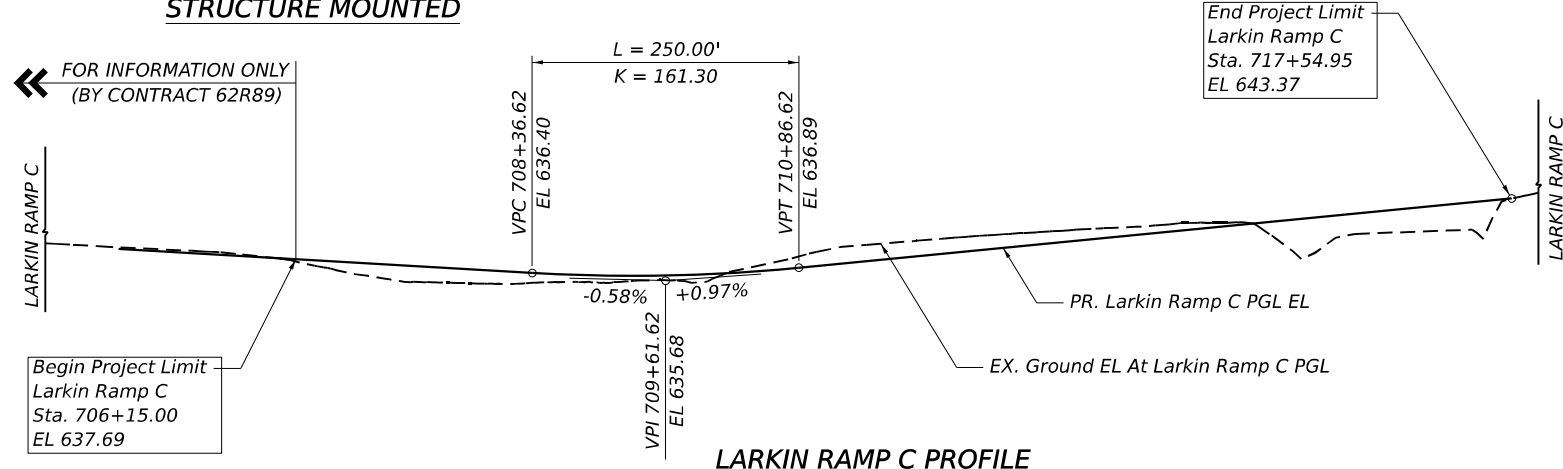 STRUCTURE MOUNTED
FOR INFORMATION ONLY
(BY CONTRACT 62R89)
L = 250.00'
K = 161.30
End Project Limit
Larkin Ramp C
Sta. 717+54.95
EL 643.37
LARKIN RAMP C
VPC 708+36.62
EL 636.40
VPT 710+86.62
EL 636.89
LARKIN RAMP C
-0.58%
+0.97%
PR. Larkin Ramp C PGL EL
VPI 709+61.62
EL 635.68
EX. Ground EL At Larkin Ramp C PGL
Begin Project Limit
Larkin Ramp C
Sta. 706+15.00
EL 637.69
LARKIN RAMP C PROFILE